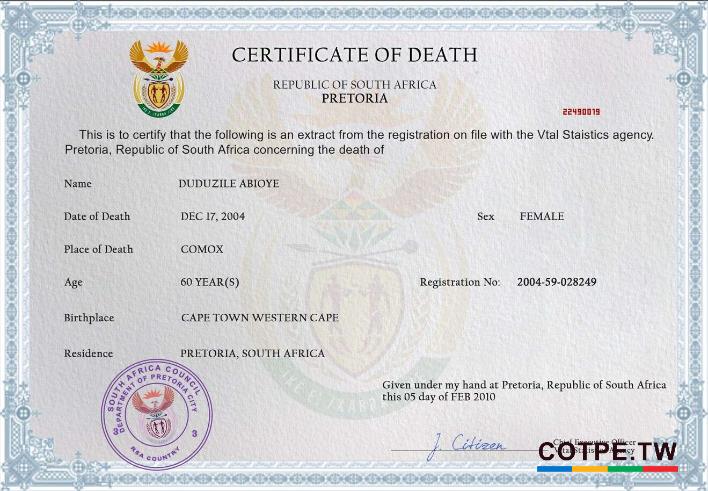 CERTIFICATE OF DEATH
REPUBLIC OF SOUTH AFRICA
PRETORIA
22490019
This is to certify that the following is an extract from the registration on file with the Vtal Staistics agency.
Pretoria, Republic of South Africa concerning the death of
Name DUDUZILE ABIOYE
Date of Death DEC 17, 2004 Sex FEMALE
Place of Death COMOX
Age 60 YEAR(S) Registration No: 2004-59-028249
Birthplace CAPE TOWN WESTERN CAPE
Residence PRETORIA, SOUTH AFRICA
SOUTH AFRICA COUNCIL
DEPARTMENT OF PRETORIA CITY
3 3
RSA COUNTRY
Given under my hand at Pretoria, Republic of South Africa
this 05 day of FEB 2010
J. Citizen
Chief Executive Officer
COTPE.TW